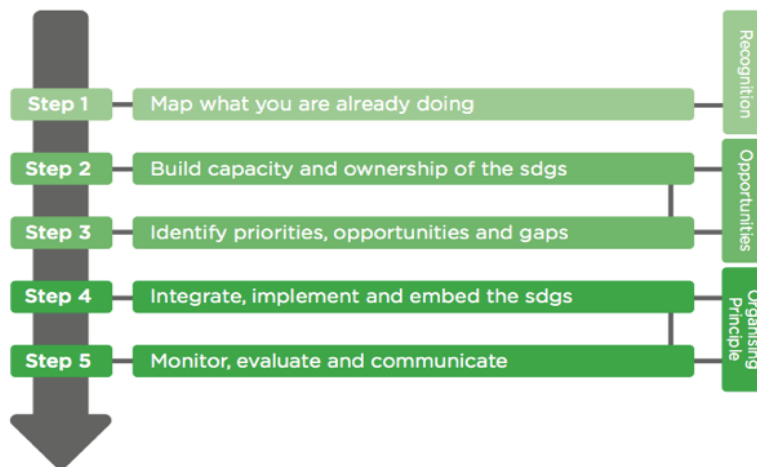 Recognition
Step 1 Map what you are already doing
Step 2 Build capacity and ownership of the sdgs
Opportunities
Step 3 Identify priorities, opportunities and gaps
Step 4 Integrate, implement and embed the sdgs
Organising
Principle
Step 5 Monitor, evaluate and communicate